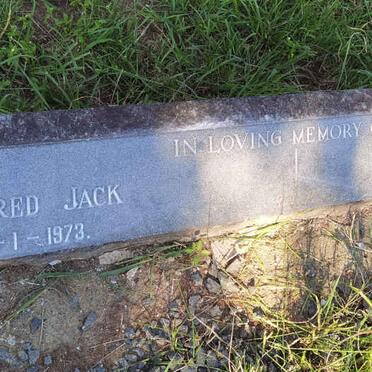 IN LOVING MEMORY
RED JACK
-1-1973.